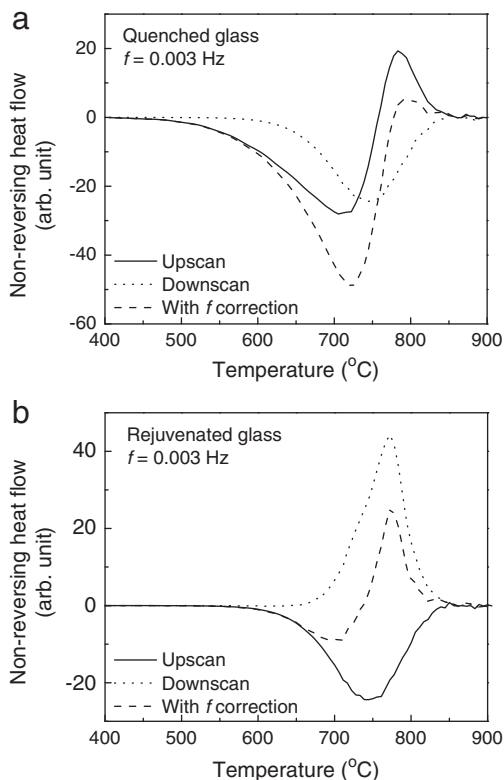 a
Quenched glass
f = 0.003 Hz
Non-reversing heat flow
(arb. unit)
20
0
-20
-40
-60
Upscan
Downscan
With f correction
400 500 600 700 800 900
Temperature (°C)
b
Rejuvenated glass
f = 0.003 Hz
Non-reversing heat flow
(arb. unit)
40
20
0
-20
Upscan
Downscan
With f correction
400 500 600 700 800 900
Temperature (°C)